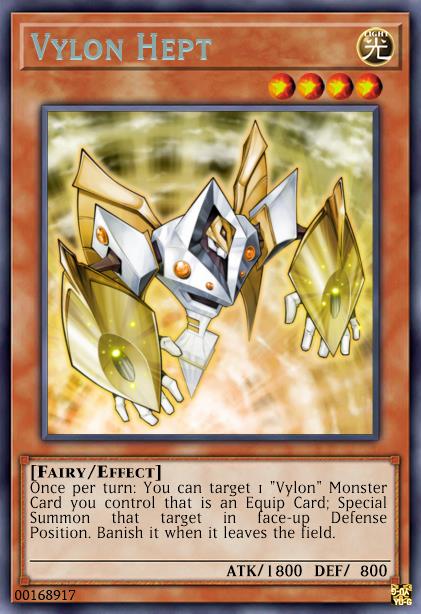 Vylon Hept
LIGHT
光
[Fairy/Effect]
Once per turn: You can target 1 "Vylon" Monster
Card you control that is an Equip Card; Special
Summon that target in face-up Defense
Position. Banish it when it leaves the field.
ATK/1800 DEF/ 800
00168917